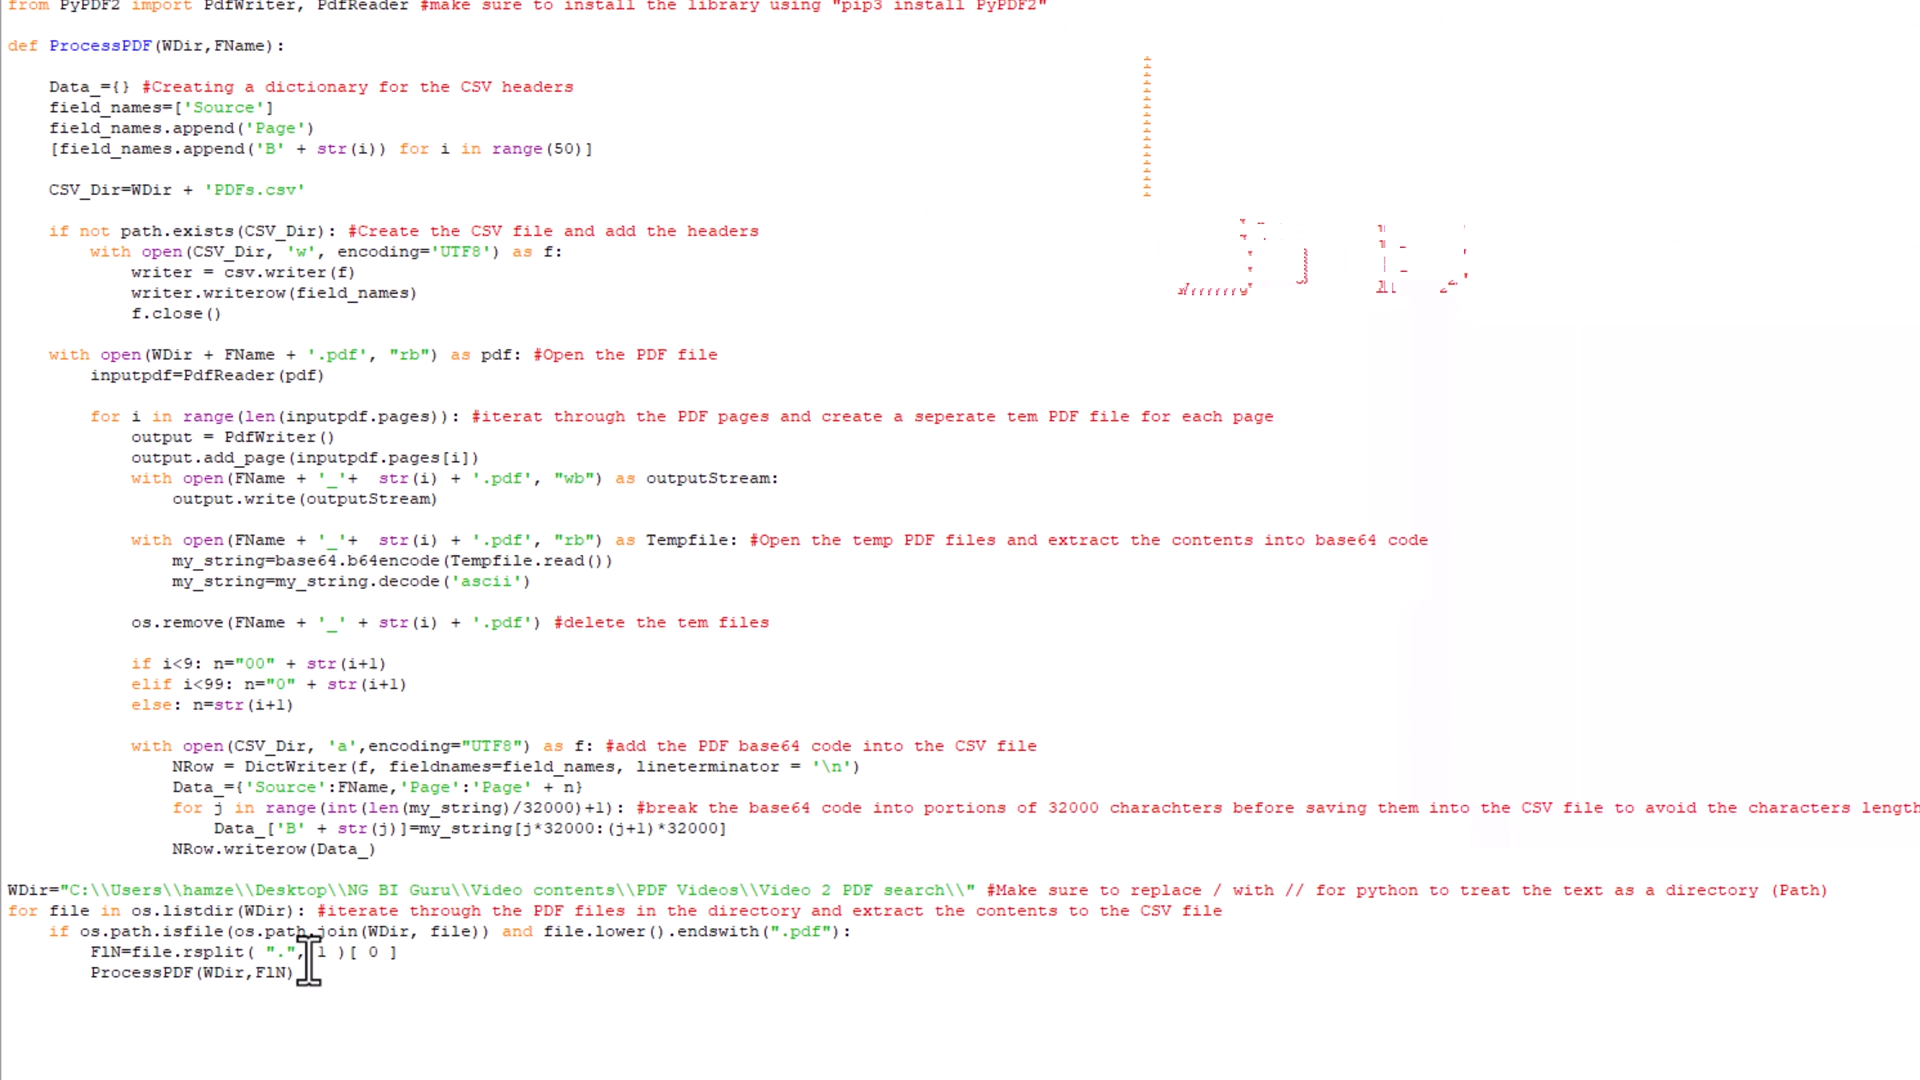 from PyPDF2 import PdfWriter, PdfReader #make sure to install the library using "pip3 install PyPDF2"
def ProcessPDF(WDir,FName):
Data_={} #Creating a dictionary for the CSV headers
field_names=['Source']
field_names.append('Page')
[field_names.append('B' + str(i)) for i in range(50)]
CSV_Dir=WDir + 'PDFs.csv'
if not path.exists(CSV_Dir): #Create the CSV file and add the headers
with open(CSV_Dir, 'w', encoding='UTF8') as f:
writer = csv.writer(f)
writer.writerow(field_names)
f.close()
with open(WDir + FName + '.pdf', "rb") as pdf: #Open the PDF file
inputpdf=PdfReader(pdf)
for i in range(len(inputpdf.pages)): #iterat through the PDF pages and create a seperate tem PDF file for each page
output = PdfWriter()
output.add_page(inputpdf.pages[i])
with open(FName + '_'+  str(i) + '.pdf', "wb") as outputStream:
output.write(outputStream)
with open(FName + '_'+  str(i) + '.pdf', "rb") as Tempfile: #Open the temp PDF files and extract the contents into base64 code
my_string=base64.b64encode(Tempfile.read())
my_string=my_string.decode('ascii')
os.remove(FName + '_' + str(i) + '.pdf') #delete the tem files
if i<9: n="00" + str(i+1)
elif i<99: n="0" + str(i+1)
else: n=str(i+1)
with open(CSV_Dir, 'a',encoding="UTF8") as f: #add the PDF base64 code into the CSV file
NRow = DictWriter(f, fieldnames=field_names, lineterminator = '\n')
Data_={'Source':FName,'Page':'Page' + n}
for j in range(int(len(my_string)/32000)+1): #break the base64 code into portions of 32000 charachters before saving them into the CSV file to avoid the characters length
Data_['B' + str(j)]=my_string[j*32000:(j+1)*32000]
NRow.writerow(Data_)
WDir="C:\\Users\\hamze\\Desktop\\NG BI Guru\\Video contents\\PDF Videos\\Video 2 PDF search\\" #Make sure to replace / with // for python to treat the text as a directory (Path)
for file in os.listdir(WDir): #iterate through the PDF files in the directory and extract the contents to the CSV file
if os.path.isfile(os.path.join(WDir, file)) and file.lower().endswith(".pdf"):
FlN=file.rsplit( ".", 1 )[ 0 ]
ProcessPDF(WDir,FlN)